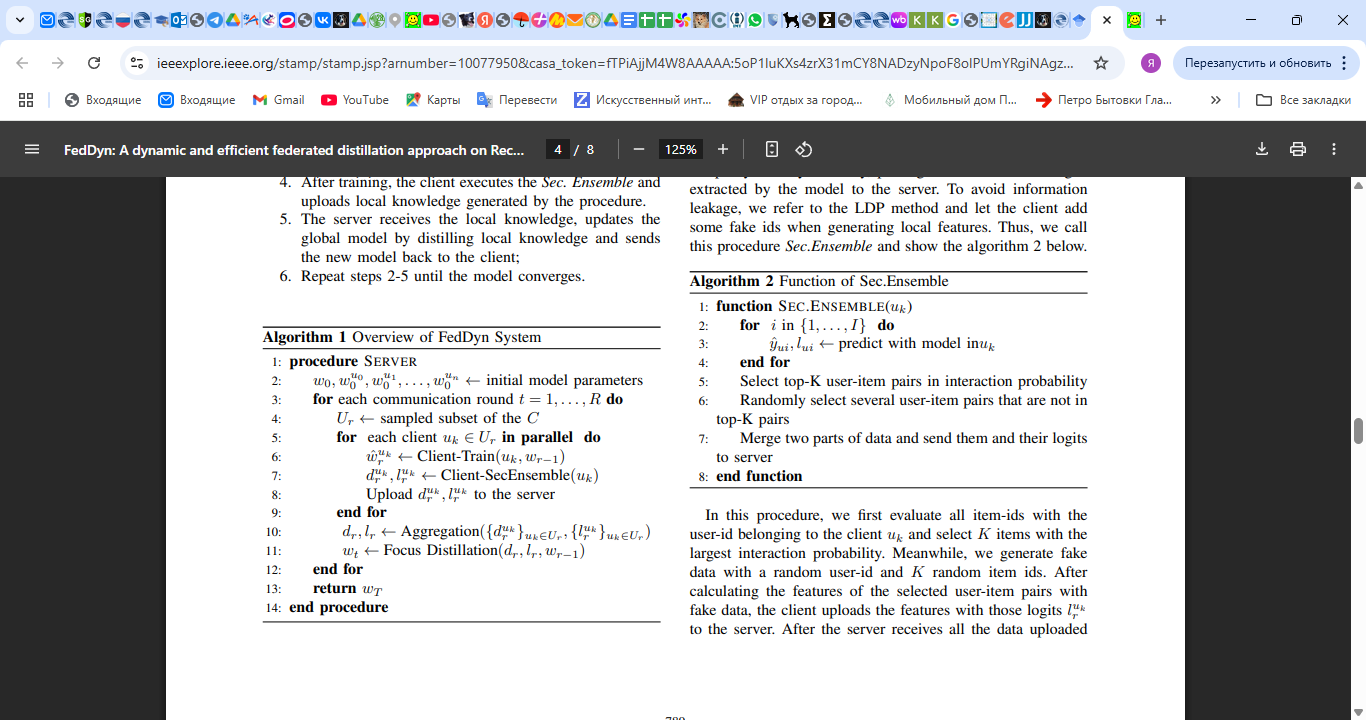 ieeexplore.ieee.org/stamp/stamp.jsp?arnumber=10077950&casa_token=fTPiAjjM4W8AAAAA:5oP1IuKXs4zrX31mCY8NADzyNpoF8olPUmYRgiNAgz...
Я
Перезапустить и обновить
Входящие
Входящие
Gmail
YouTube
Карты
Перевести
Искусственный инт...
VIP отдых за город...
Мобильный дом П...
Петро Бытовки Гла...
»
Все закладки
FedDyn: A dynamic and efficient federated distillation approach on Rec...
4 / 8
125%
4. After training, the client executes the Sec. Ensemble and
uploads local knowledge generated by the procedure.
5. The server receives the local knowledge, updates the
global model by distilling local knowledge and sends
the new model back to the client;
6. Repeat steps 2-5 until the model converges.
Algorithm 1 Overview of FedDyn System
1: procedure SERVER
2: w₀, w₀^{u₀}, w₀^{u₁}, . . . , w₀^{uₙ} ← initial model parameters
3: for each communication round t = 1, . . . , R do
4: U_r ← sampled subset of the C
5: for each client u_k ∈ U_r in parallel do
6: ŵ_r^{u_k} ← Client-Train(u_k, w_{r−1})
7: d_r^{u_k}, l_r^{u_k} ← Client-SecEnsemble(u_k)
8: Upload d_r^{u_k}, l_r^{u_k} to the server
9: end for
10: d_r, l_r ← Aggregation({d_r^{u_k}}_{u_k∈U_r}, {l_r^{u_k}}_{u_k∈U_r})
11: w_t ← Focus Distillation(d_r, l_r, w_{r−1})
12: end for
13: return w_T
14: end procedure
extracted by the model to the server. To avoid information
leakage, we refer to the LDP method and let the client add
some fake ids when generating local features. Thus, we call
this procedure Sec.Ensemble and show the algorithm 2 below.
Algorithm 2 Function of Sec.Ensemble
1: function SEC.ENSEMBLE(u_k)
2: for i in {1, . . . , I} do
3: ŷ_{ui}, l_{ui} ← predict with model inu_k
4: end for
5: Select top-K user-item pairs in interaction probability
6: Randomly select several user-item pairs that are not in
top-K pairs
7: Merge two parts of data and send them and their logits
to server
8: end function
In this procedure, we first evaluate all item-ids with the
user-id belonging to the client u_k and select K items with the
largest interaction probability. Meanwhile, we generate fake
data with a random user-id and K random item ids. After
calculating the features of the selected user-item pairs with
fake data, the client uploads the features with those logits l_r^{u_k}
to the server. After the server receives all the data uploaded